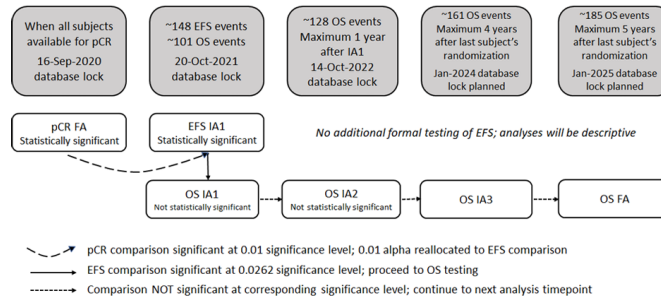 When all subjects
available for pCR
16-Sep-2020
database lock
~148 EFS events
~101 OS events
20-Oct-2021
database lock
~128 OS events
Maximum 1 year
after IA1
14-Oct-2022
database lock
~161 OS events
Maximum 4 years
after last subject's
randomization
Jan-2024 database
lock planned
~185 OS events
Maximum 5 years
after last subject's
randomization
Jan-2025 database
lock planned
pCR FA
Statistically significant
EFS IA1
Statistically significant
No additional formal testing of EFS; analyses will be descriptive
OS IA1
Not statistically significant
OS IA2
Not statistically significant
OS IA3
OS FA
pCR comparison significant at 0.01 significance level; 0.01 alpha reallocated to EFS comparison
EFS comparison significant at 0.0262 significance level; proceed to OS testing
Comparison NOT significant at corresponding significance level; continue to next analysis timepoint